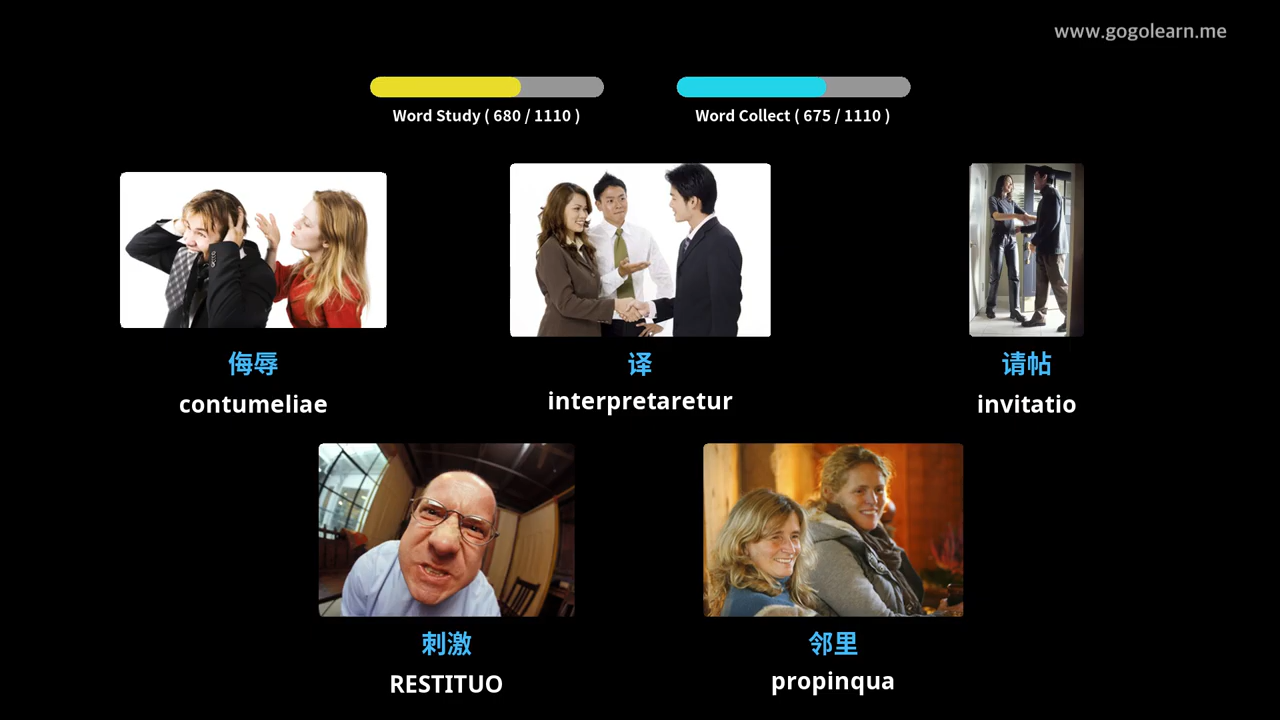 www.gogolearn.me
Word Study ( 680 / 1110 )
Word Collect ( 675 / 1110 )
侮辱
译
请帖
contumeliae
interpretaretur
invitatio
刺激
邻里
RESTITUO
propinqua